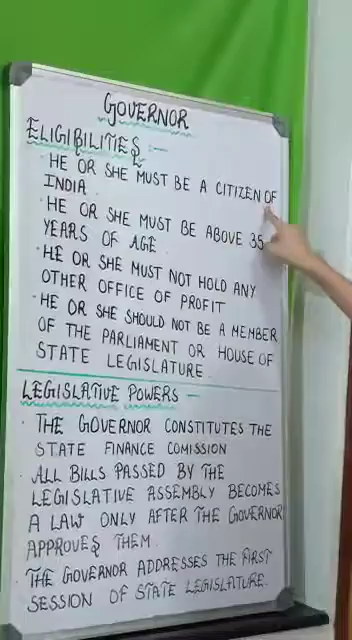 GOVERNOR
ELIGIBILITIES :-
· HE OR SHE MUST BE A CITIZEN OF
INDIA
· HE OR SHE MUST BE ABOVE 35
YEARS OF AGE
· HE OR SHE MUST NOT HOLD ANY
OTHER OFFICE OF PROFIT
· HE OR SHE SHOULD NOT BE A MEMBER
OF THE PARLIAMENT OR HOUSE OF
STATE LEGISLATURE
LEGISLATIVE POWERS -
· THE GOVERNOR CONSTITUTES THE
STATE FINANCE COMISSION
· ALL BILLS PASSED BY THE
LEGISLATIVE ASSEMBLY BECOMES
A LAW ONLY AFTER THE GOVERNOR
APPROVES THEM.
· THE GOVERNOR ADDRESSES THE FIRST
SESSION OF STATE LEGISLATURE.